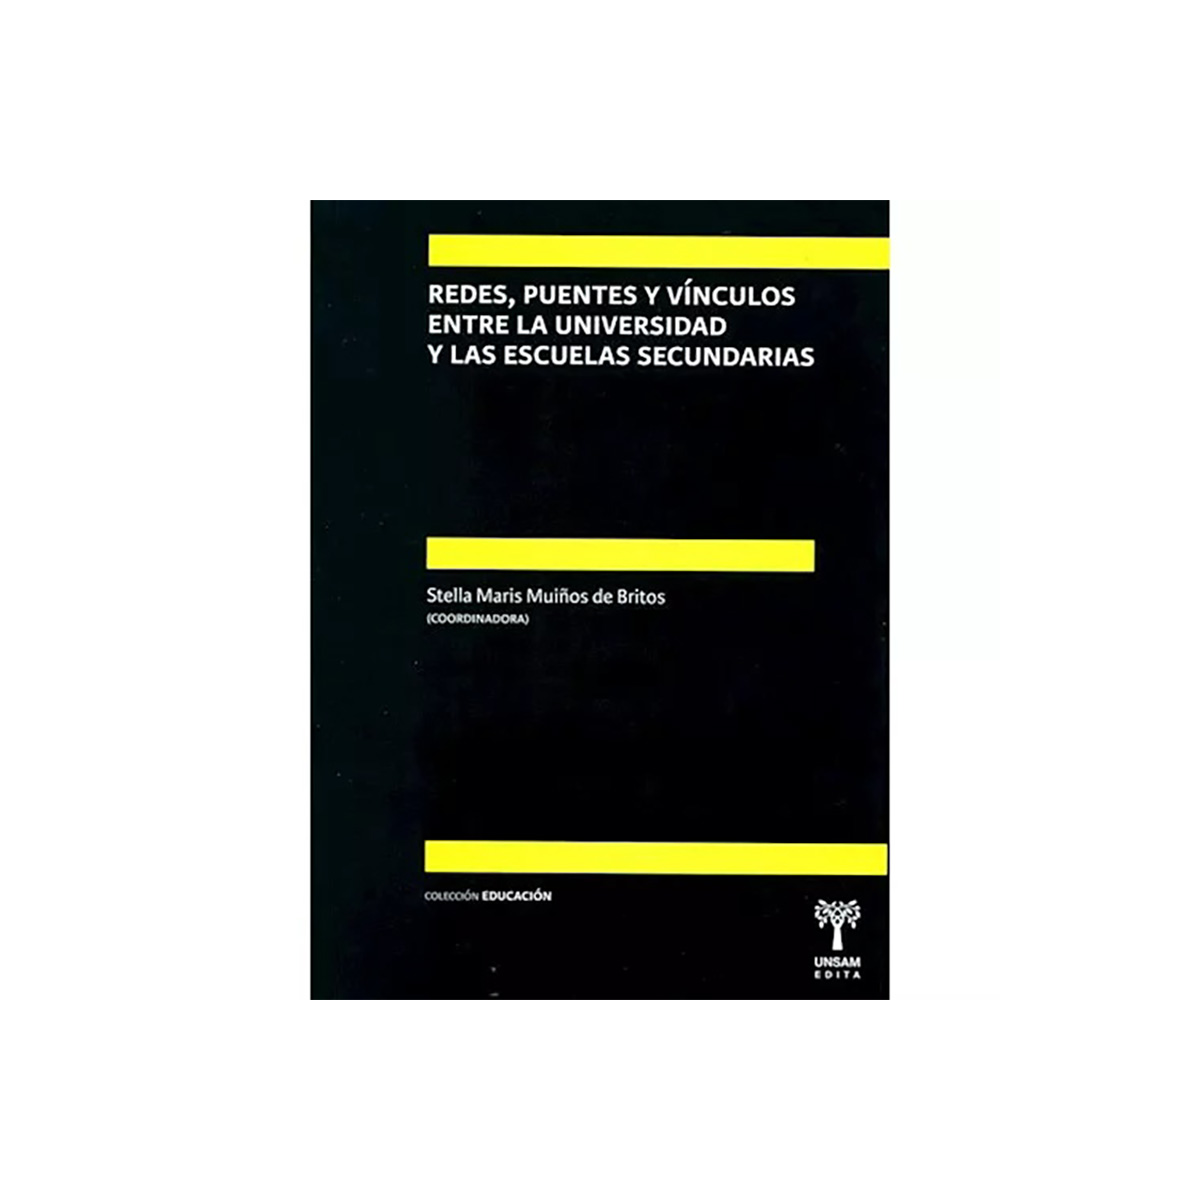 REDES, PUENTES Y VÍNCULOS
ENTRE LA UNIVERSIDAD
Y LAS ESCUELAS SECUNDARIAS
Stella Maris Muiños de Britos
(COORDINADORA)
COLECCIÓN EDUCACIÓN
UNSAM
EDITA